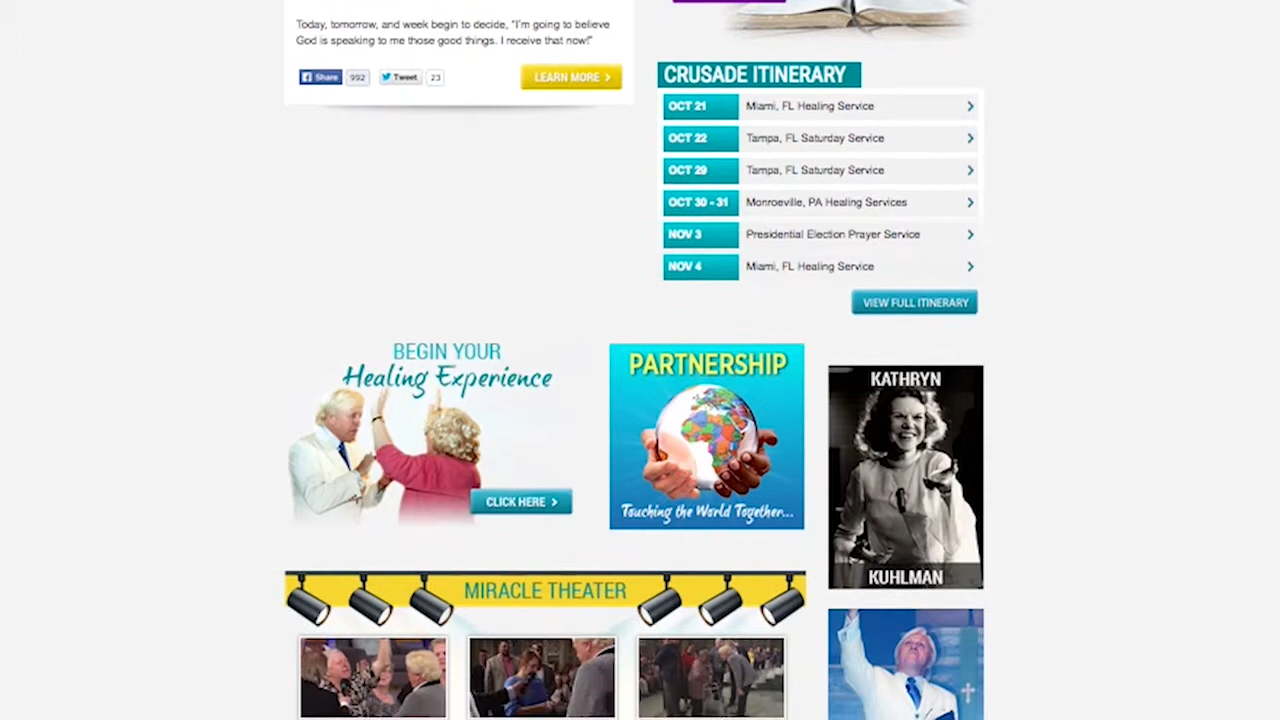 Today, tomorrow, and week begin to decide, "I'm going to believe
God is speaking to me those good things. I receive that now!"
Share 992 Tweet 23
LEARN MORE
CRUSADE ITINERARY
OCT 21 Miami, FL Healing Service
OCT 22 Tampa, FL Saturday Service
OCT 29 Tampa, FL Saturday Service
OCT 30 - 31 Monroeville, PA Healing Services
NOV 3 Presidential Election Prayer Service
NOV 4 Miami, FL Healing Service
VIEW FULL ITINERARY
BEGIN YOUR
Healing Experience
CLICK HERE
PARTNERSHIP
Touching the World Together...
KATHRYN
KUHLMAN
MIRACLE THEATER